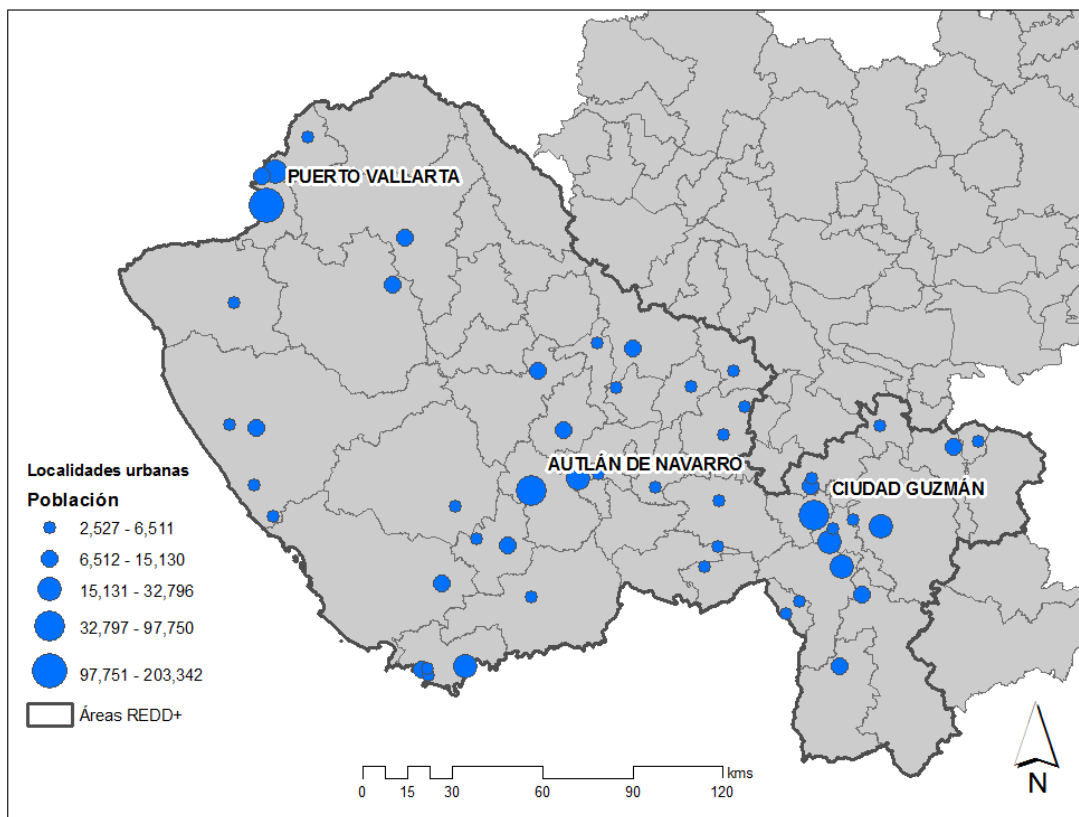 PUERTO VALLARTA
AUTLÁN DE NAVARRO
CIUDAD GUZMÁN
Localidades urbanas
Población
2,527 - 6,511
6,512 - 15,130
15,131 - 32,796
32,797 - 97,750
97,751 - 203,342
Áreas REDD+
kms
0 15 30 60 90 120
N